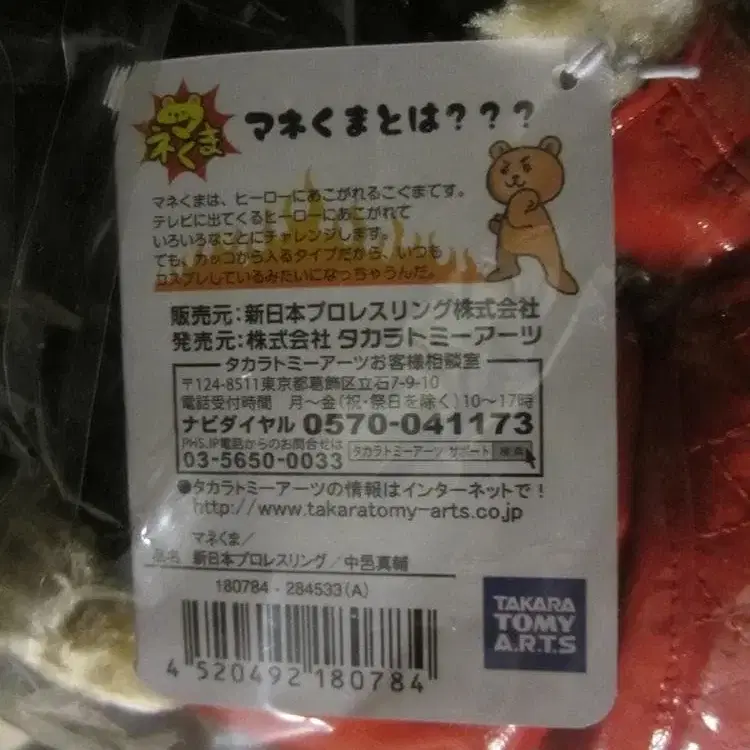 マネくま
マネくまとは???
マネくまは、ヒーローにあこがれるこぐまです。
テレビに出てくるヒーローにあこがれて
いろいろなことにチャレンジします。
でも、カッコから入るタイプだから、いつも
コスプレしているみたいになっちゃうんだ。
販売元:新日本プロレスリング株式会社
発売元:株式会社 タカラトミーアーツ
タカラトミーアーツお客様相談室
〒124-8511東京都葛飾区立石7-9-10
電話受付時間 月〜金(祝・祭日を除く)10〜17時
ナビダイヤル 0570-041173
PHS、IP電話からのお問合せは
03-5650-0033 タカラトミーアーツ サポート 検索
●タカラトミーアーツの情報はインターネットで!
http://www.takaratomy-arts.co.jp
マネくま/
品名 新日本プロレスリング/中邑真輔
180784-284533(A)
4 520492 180784
TAKARA
TOMY
A.R.T.S